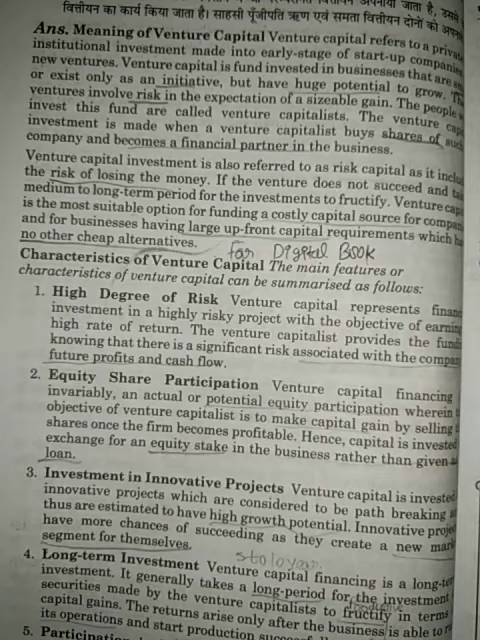 वित्तीयन का कार्य किया जाता है। साहसी पूँजीपति ऋण एवं समता वित्तीयन दोनों को
Ans. Meaning of Venture Capital Venture capital refers to a private
institutional investment made into early-stage of start-up companies
new ventures. Venture capital is fund invested in businesses that are
or exist only as an initiative, but have huge potential to grow.
ventures involve risk in the expectation of a sizeable gain. The people
invest this fund are called venture capitalists. The venture
investment is made when a venture capitalist buys shares of
company and becomes a financial partner in the business.
Venture capital investment is also referred to as risk capital as it
the risk of losing the money. If the venture does not succeed and
medium to long-term period for the investments to fructify. Venture
is the most suitable option for funding a costly capital source for
and for businesses having large up-front capital requirements which
no other cheap alternatives. for Digital Book
Characteristics of Venture Capital The main features or
characteristics of venture capital can be summarised as follows:
1. High Degree of Risk Venture capital represents
investment in a highly risky project with the objective of
high rate of return. The venture capitalist provides the
knowing that there is a significant risk associated with the
future profits and cash flow.
2. Equity Share Participation Venture capital financing
invariably, an actual or potential equity participation wherein
objective of venture capitalist is to make capital gain by selling
shares once the firm becomes profitable. Hence, capital is invested
exchange for an equity stake in the business rather than given
loan.
3. Investment in Innovative Projects Venture capital is invested
innovative projects which are considered to be path breaking
thus are estimated to have high growth potential. Innovative
have more chances of succeeding as they create a new
segment for themselves.
4. Long-term Investment Venture capital financing is a
investment. It generally takes a long-period for the investment
securities made by the venture capitalists to fructify in terms
capital gains. The returns arise only after the business is able to
its operations and start production
5.